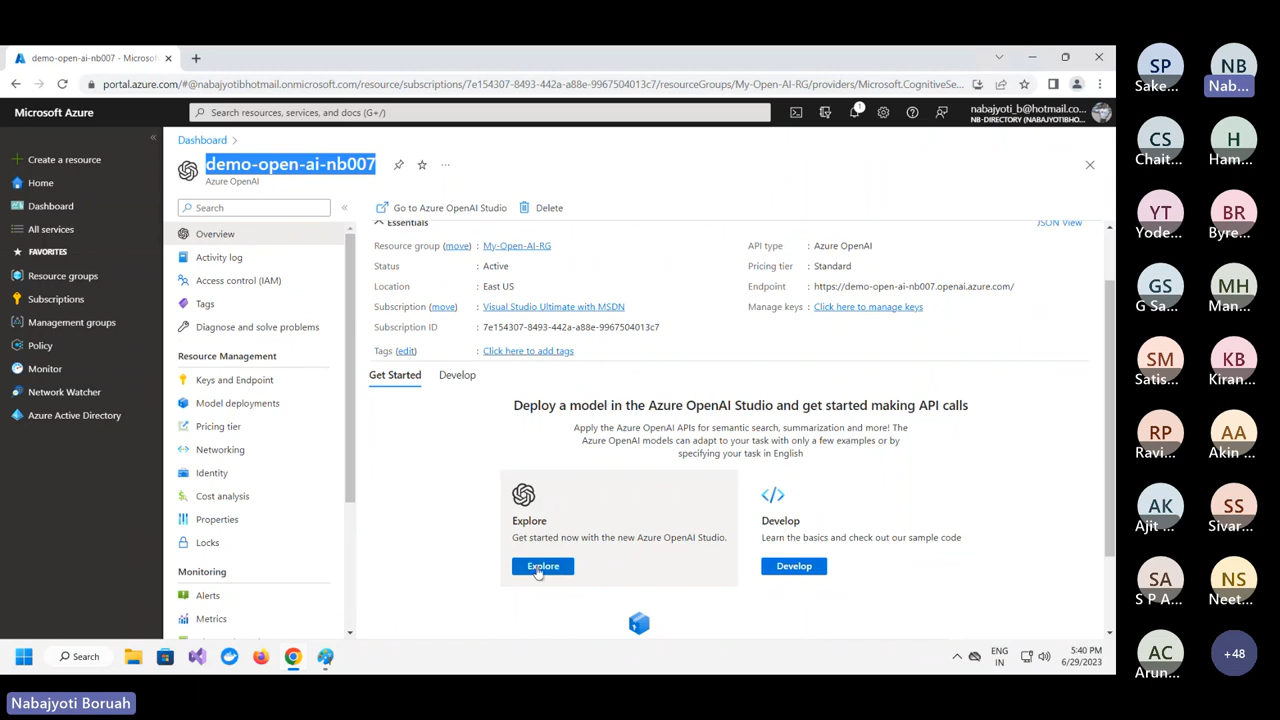 demo-open-ai-nb007 - Microsof
portal.azure.com/#@nabajyotibhotmail.onmicrosoft.com/resource/subscriptions/7e154307-8493-442a-a88e-9967504013c7/resourceGroups/My-Open-AI-RG/providers/Microsoft.CognitiveSe...
Microsoft Azure
Search resources, services, and docs (G+/)
1
nabajyoti_b@hotmail.co...
NB-DIRECTORY (NABAJYOTIBHO...
Create a resource
Home
Dashboard
All services
FAVORITES
Resource groups
Subscriptions
Management groups
Policy
Monitor
Network Watcher
Azure Active Directory
Dashboard
demo-open-ai-nb007
Azure OpenAI
Search
Overview
Activity log
Access control (IAM)
Tags
Diagnose and solve problems
Resource Management
Keys and Endpoint
Model deployments
Pricing tier
Networking
Identity
Cost analysis
Properties
Locks
Monitoring
Alerts
Metrics
Go to Azure OpenAI Studio
Delete
Essentials
JSON View
Resource group (move) : My-Open-AI-RG
Status : Active
Location : East US
Subscription (move) : Visual Studio Ultimate with MSDN
Subscription ID : 7e154307-8493-442a-a88e-9967504013c7
Tags (edit) : Click here to add tags
API type : Azure OpenAI
Pricing tier : Standard
Endpoint : https://demo-open-ai-nb007.openai.azure.com/
Manage keys : Click here to manage keys
Get Started
Develop
Deploy a model in the Azure OpenAI Studio and get started making API calls
Apply the Azure OpenAI APIs for semantic search, summarization and more! The
Azure OpenAI models can adapt to your task with only a few examples or by
specifying your task in English
Explore
Get started now with the new Azure OpenAI Studio.
Explore
Develop
Learn the basics and check out our sample code
Develop
Search
ENG
IN
5:40 PM
6/29/2023
Nabajyoti Boruah
SP
Sake...
NB
Nab...
CS
Chait...
H
Ham...
YT
Yode...
BR
Byre...
GS
G Sa...
MH
Man...
SM
Satis...
KB
Kiran...
RP
Ravi...
AA
Akin ...
AK
Ajit ...
SS
Sivar...
SA
S P A...
NS
Neet...
AC
Arun...
+48